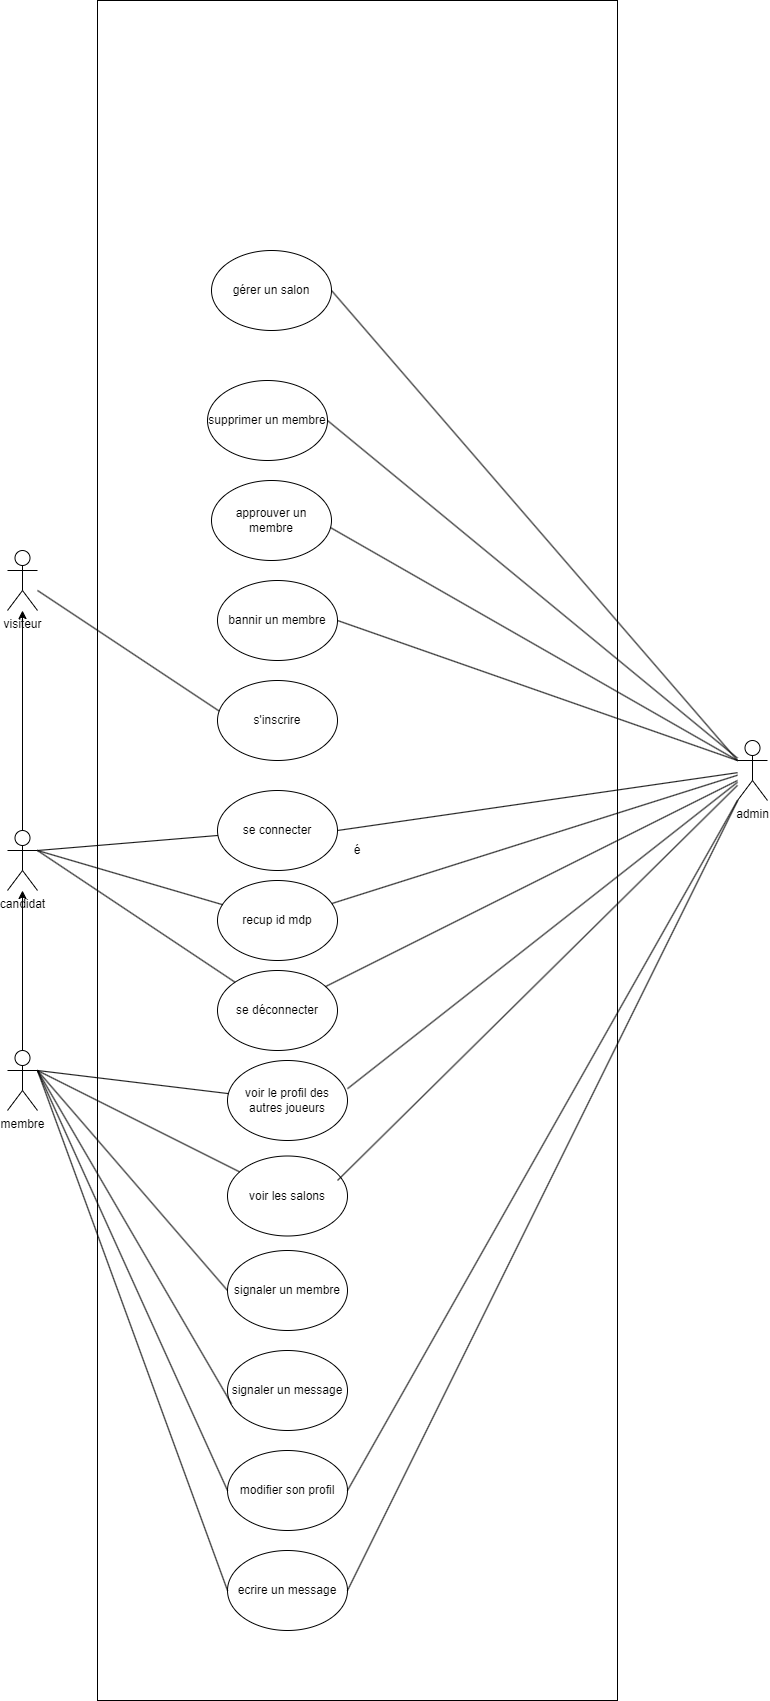 gérer un salon
supprimer un membre
approuver un
membre
bannir un membre
visiteur
s'inscrire
admin
se connecter
é
candidat
recup id mdp
se déconnecter
voir le profil des
autres joueurs
membre
voir les salons
signaler un membre
signaler un message
modifier son profil
ecrire un message